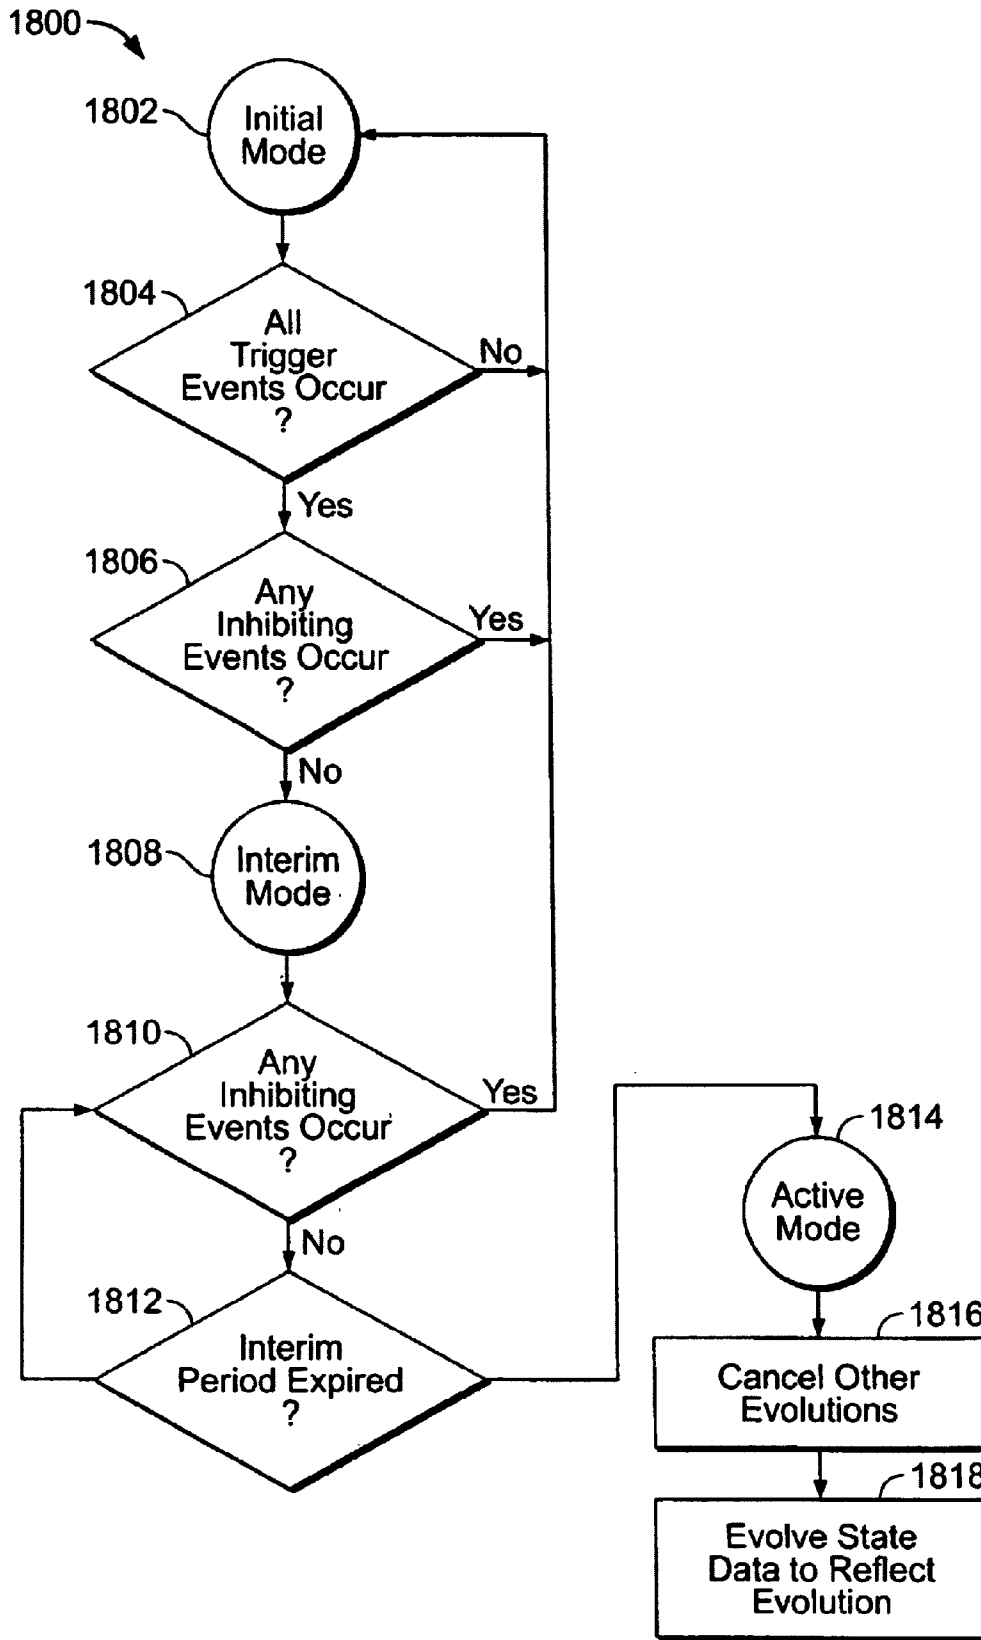 1800
1802
Initial
Mode
1804
All
Trigger
Events Occur
?
No
Yes
1806
Any
Inhibiting
Events Occur
?
Yes
No
1808
Interim
Mode
1810
Any
Inhibiting
Events Occur
?
Yes
No
1812
Interim
Period Expired
?
1814
Active
Mode
1816
Cancel Other
Evolutions
1818
Evolve State
Data to Reflect
Evolution